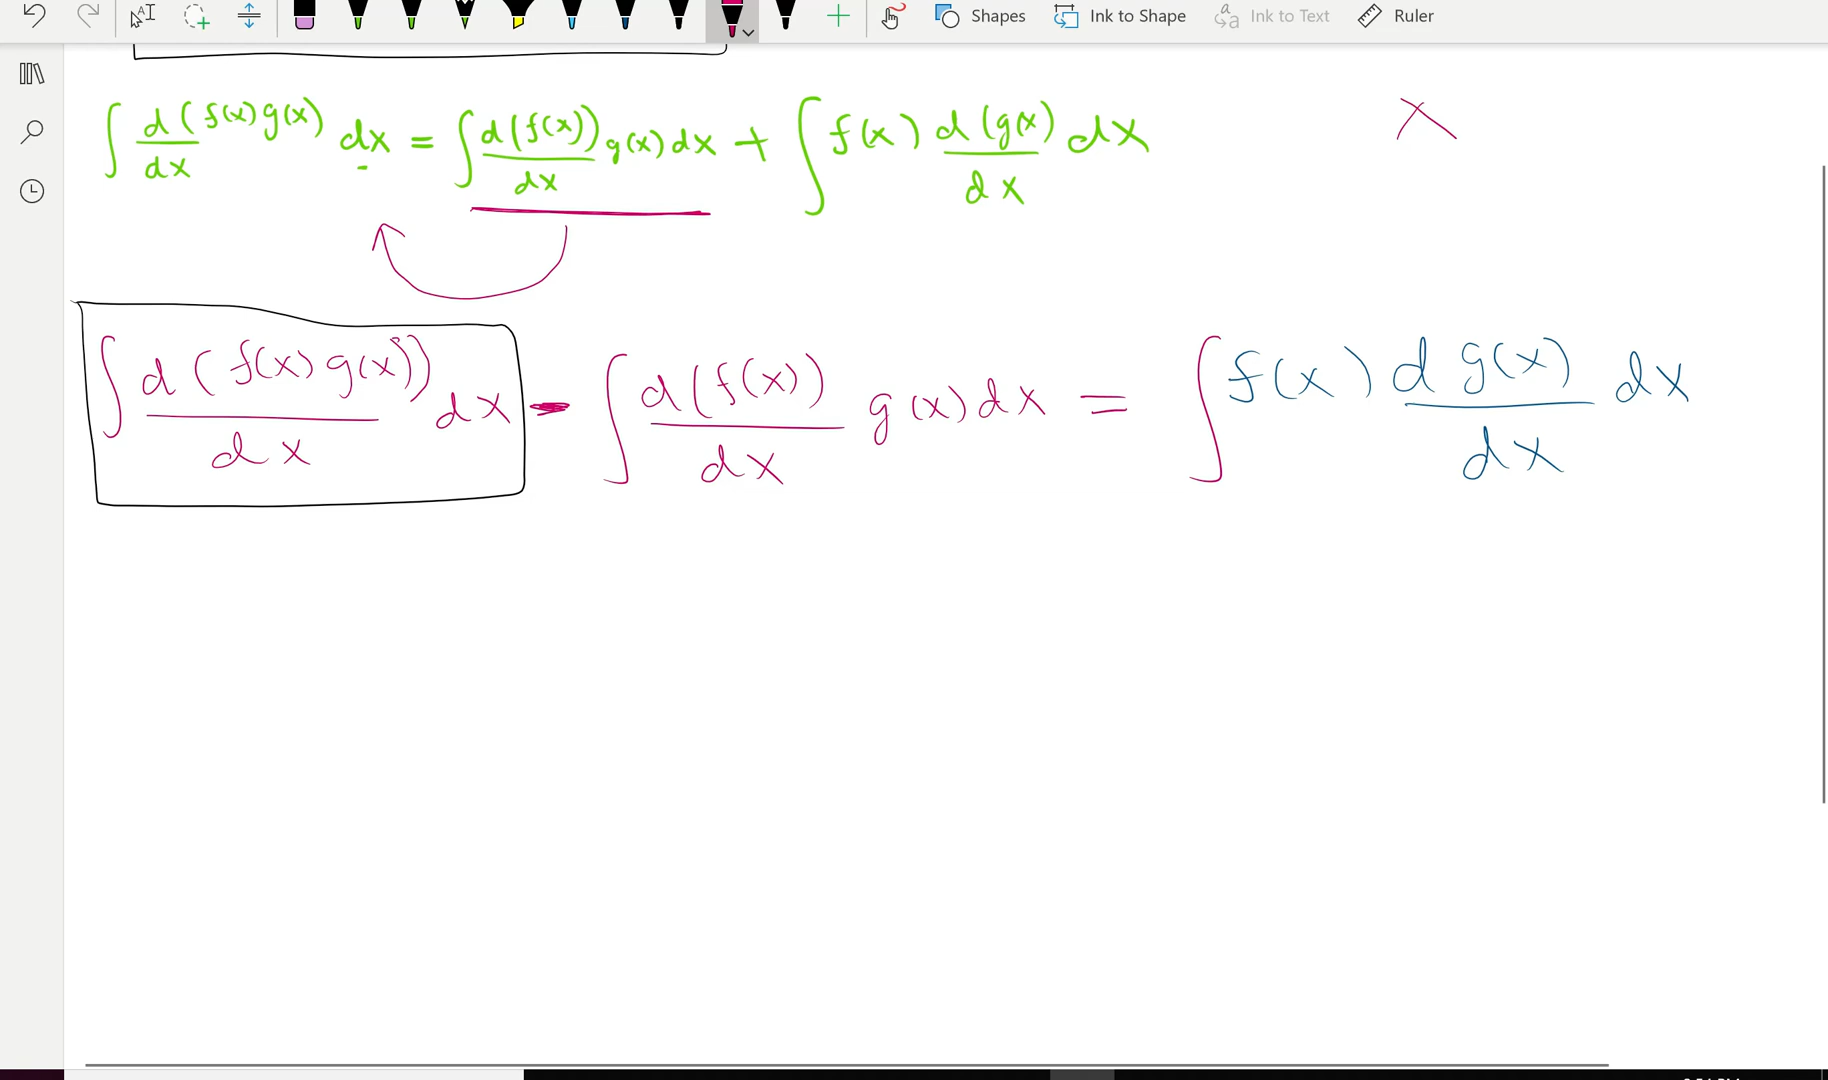 Shapes Ink to Shape Ink to Text Ruler
∫ d(f(x)g(x))/dx dx = ∫ d(f(x))/dx g(x)dx + ∫ f(x) d(g(x)/dx dx
x
∫ d(f(x)g(x))/dx dx - ∫ d(f(x))/dx g(x)dx = ∫ f(x) d g(x)/dx dx